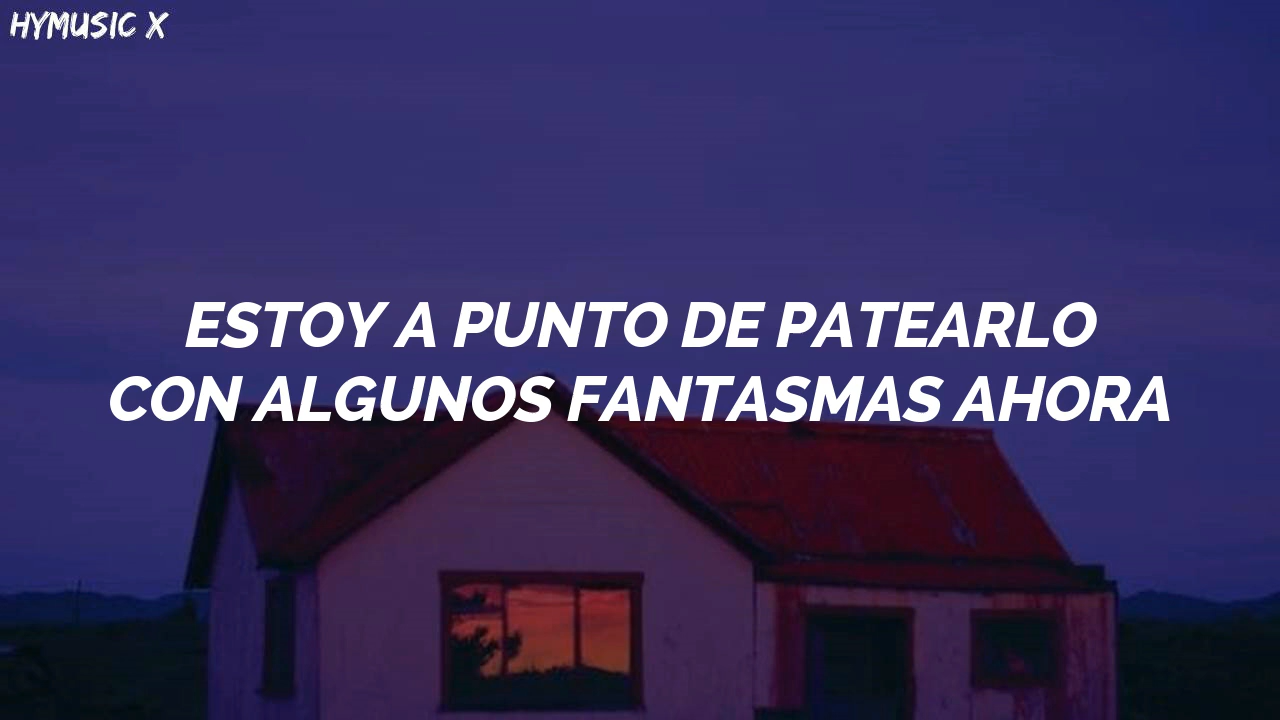 HYMUSIC X
ESTOY A PUNTO DE PATEARLO
CON ALGUNOS FANTASMAS AHORA